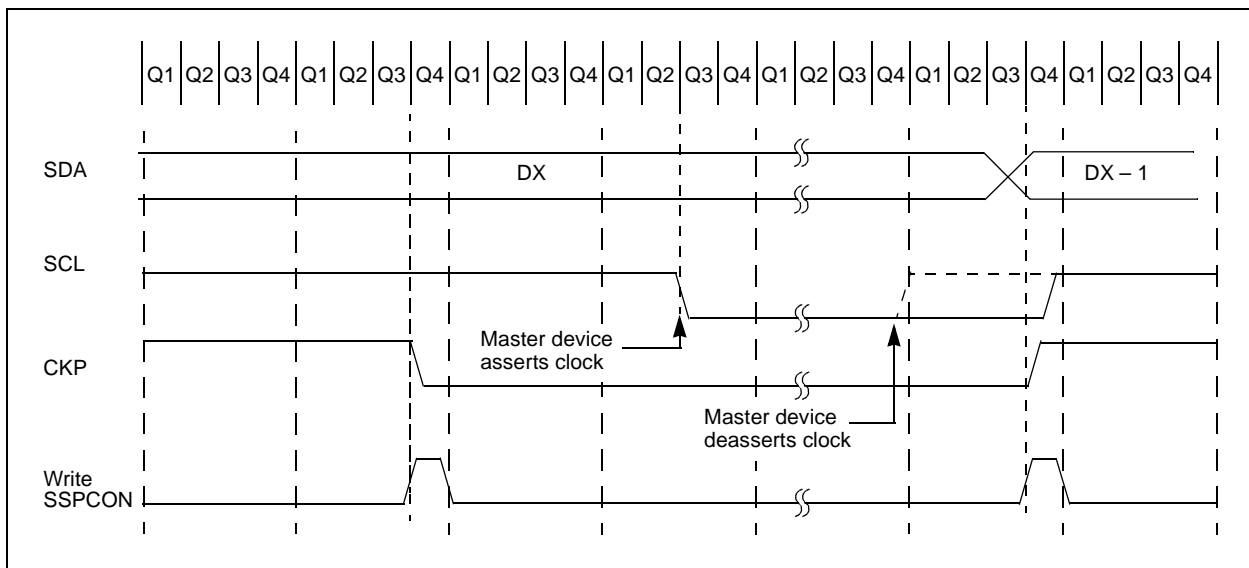 Q1 Q2 Q3 Q4 Q1 Q2 Q3 Q4 Q1 Q2 Q3 Q4 Q1 Q2 Q3 Q4 Q1 Q2 Q3 Q4 Q1 Q2 Q3 Q4 Q1 Q2 Q3 Q4
SDA
DX
DX – 1
SCL
Master device
asserts clock
CKP
Master device
deasserts clock
Write
SSPCON